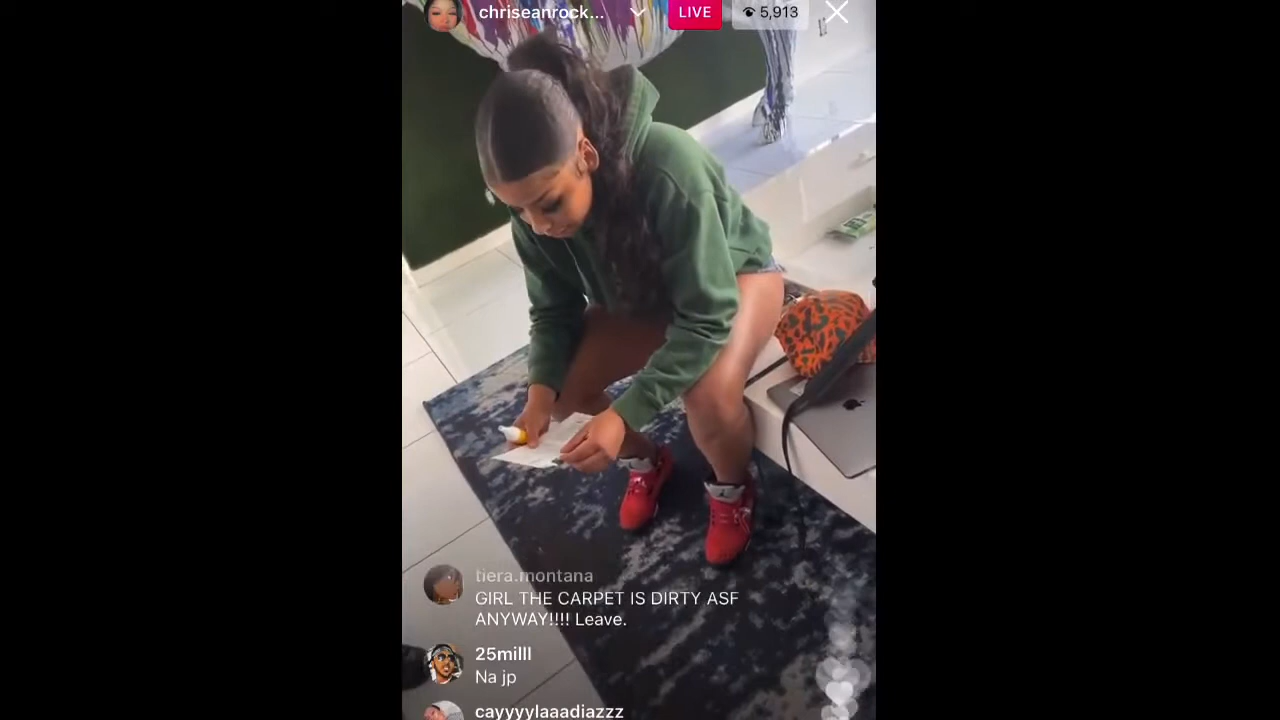 chriseanrock... LIVE 5,913
tiera.montana
GIRL THE CARPET IS DIRTY ASF
ANYWAY!!!! Leave.
25milll
Na jp
cayyyylaaadiazzz